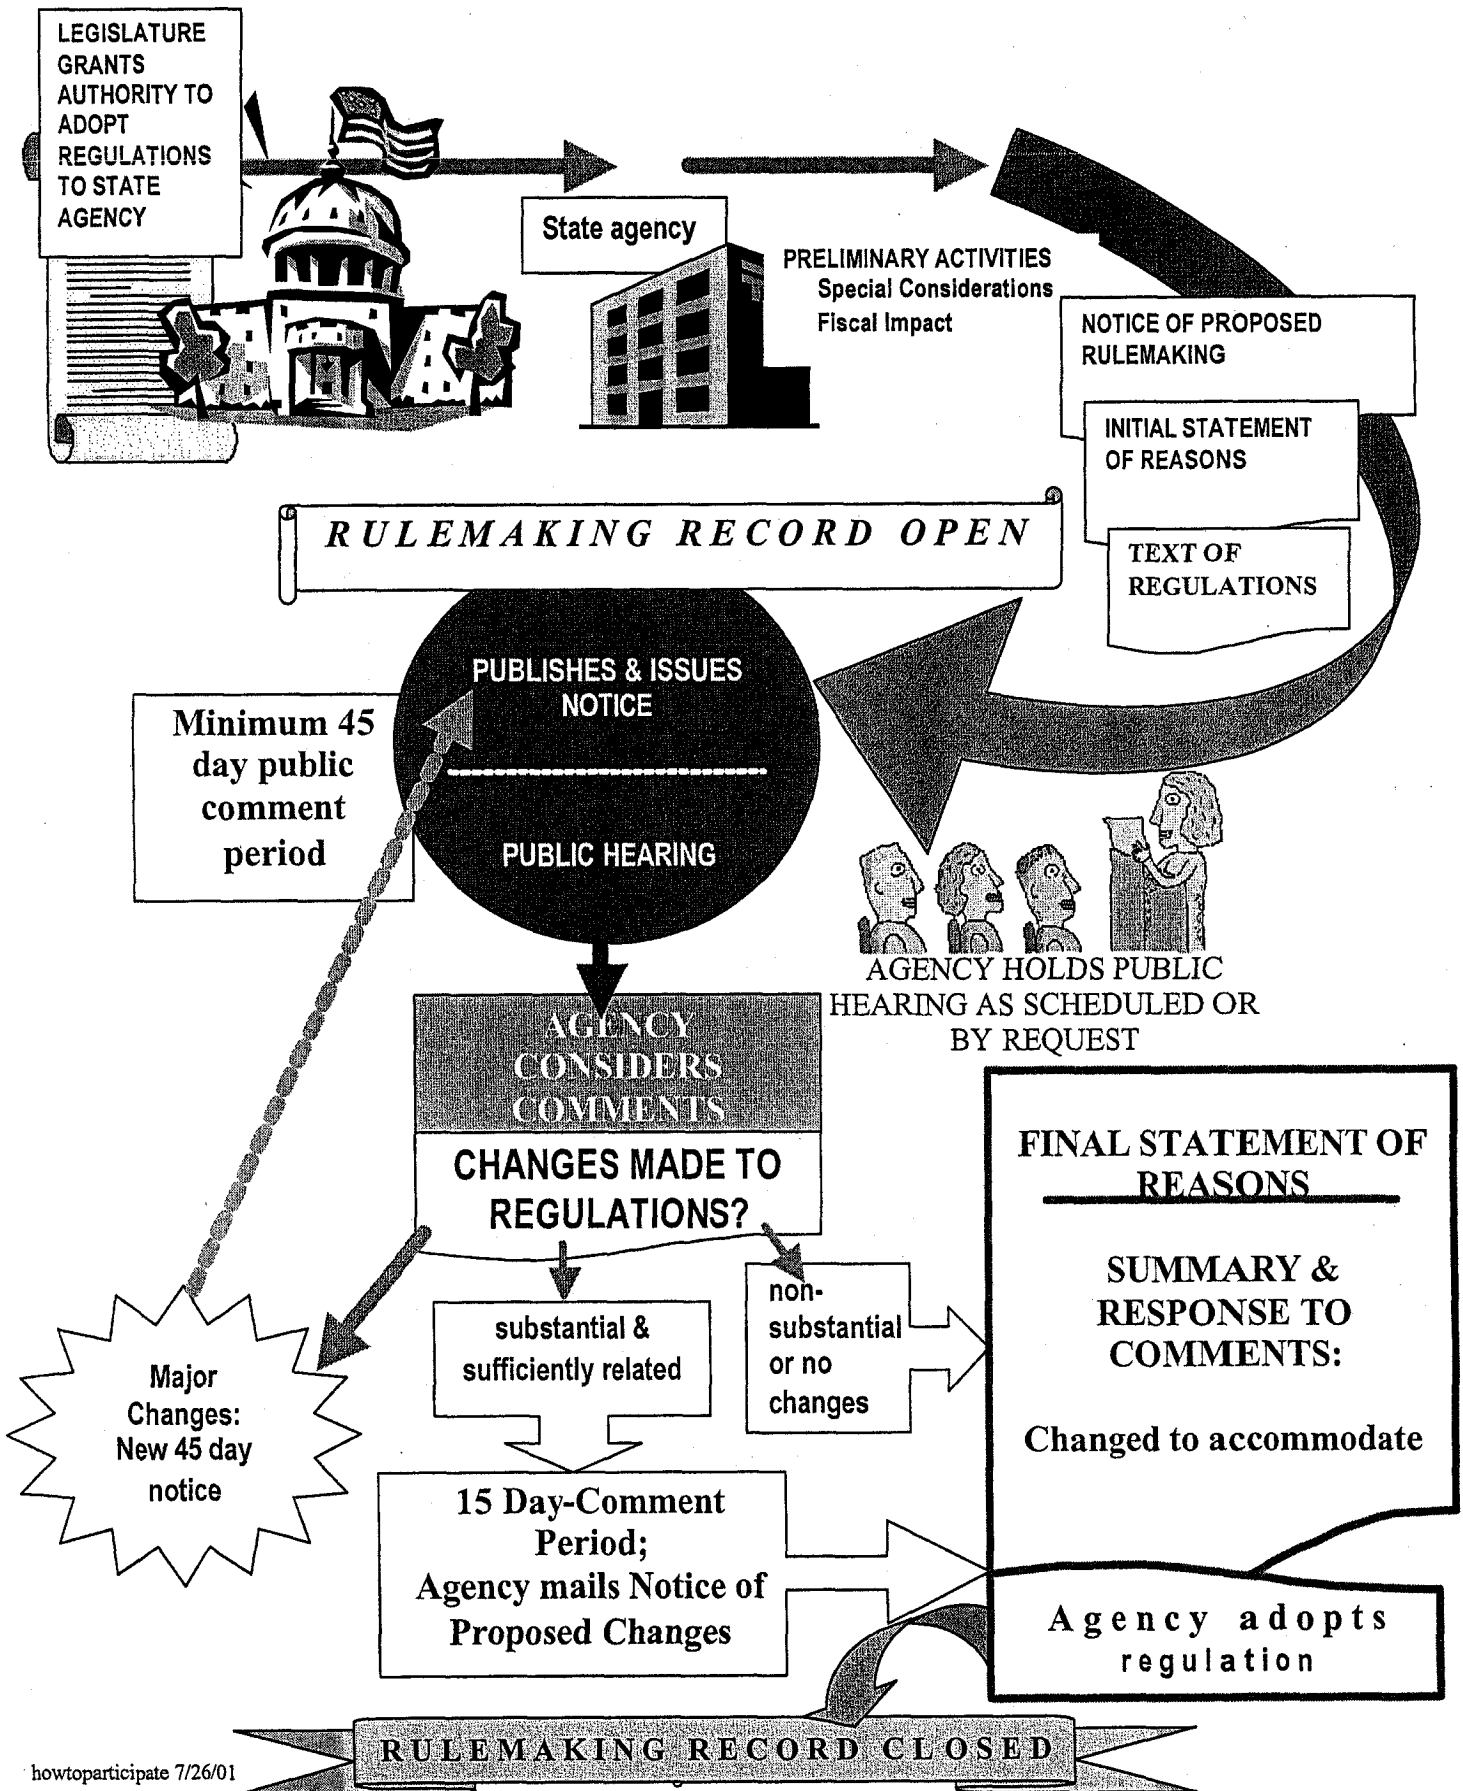 LEGISLATURE
GRANTS
AUTHORITY TO
ADOPT
REGULATIONS
TO STATE
AGENCY
State agency
PRELIMINARY ACTIVITIES
Special Considerations
Fiscal Impact
NOTICE OF PROPOSED
RULEMAKING
INITIAL STATEMENT
OF REASONS
TEXT OF
REGULATIONS
RULEMAKING RECORD OPEN
PUBLISHES & ISSUES
NOTICE
PUBLIC HEARING
Minimum 45
day public
comment
period
AGENCY HOLDS PUBLIC
HEARING AS SCHEDULED OR
BY REQUEST
AGENCY
CONSIDERS
COMMENTS
CHANGES MADE TO
REGULATIONS?
Major
Changes:
New 45 day
notice
substantial &
sufficiently related
non-
substantial
or no
changes
15 Day-Comment
Period;
Agency mails Notice of
Proposed Changes
FINAL STATEMENT OF
REASONS
SUMMARY &
RESPONSE TO
COMMENTS:
Changed to accommodate
Agency adopts
regulation
RULEMAKING RECORD CLOSED
howtoparticipate 7/26/01